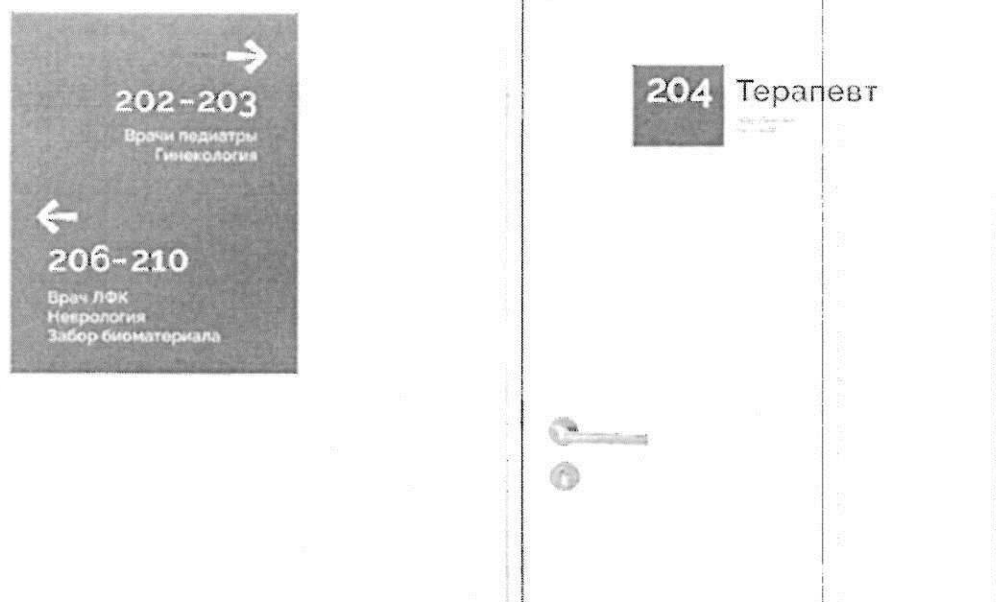 202-203
Врачи педиатры
Гинекология
206-210
Врач ЛФК
Неврология
Забор биоматериала
204 Терапевт